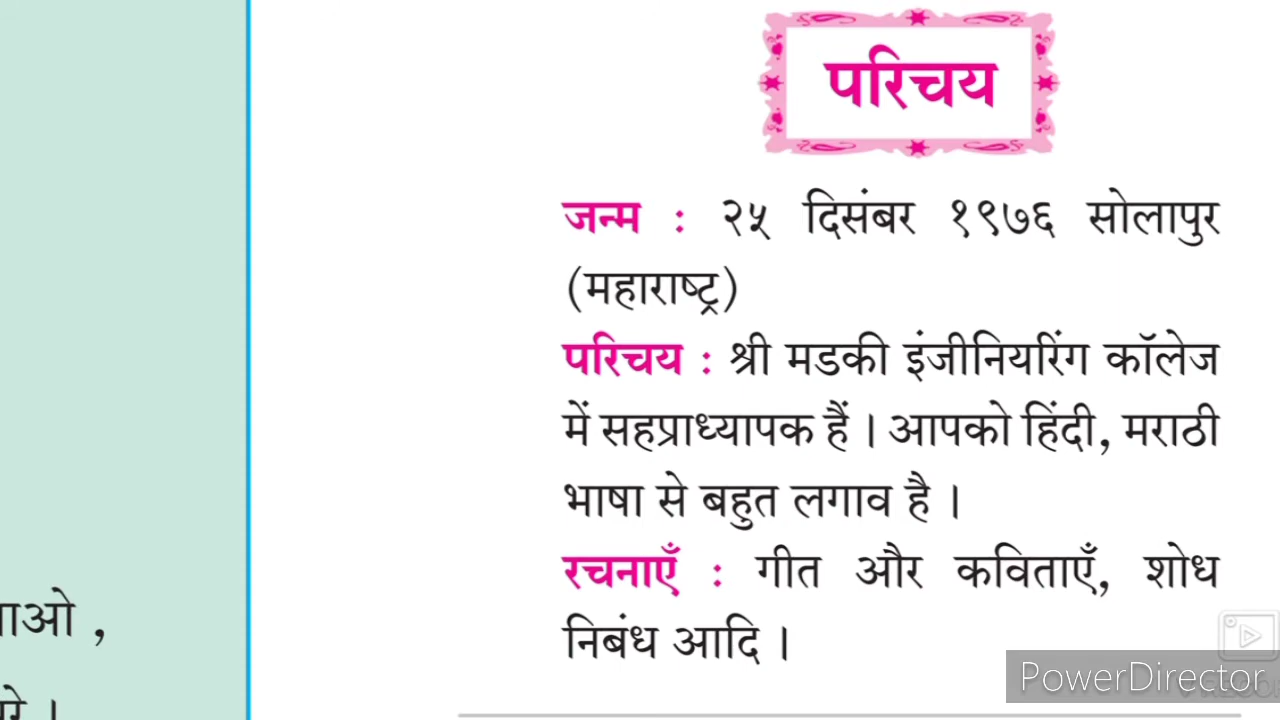 परिचय
जन्म : २५ दिसंबर १९७६ सोलापुर
(महाराष्ट्र)
परिचय : श्री मडकी इंजीनियरिंग कॉलेज
में सहप्राध्यापक हैं । आपको हिंदी, मराठी
भाषा से बहुत लगाव है ।
रचनाएँ : गीत और कविताएँ, शोध
निबंध आदि ।
PowerDirector